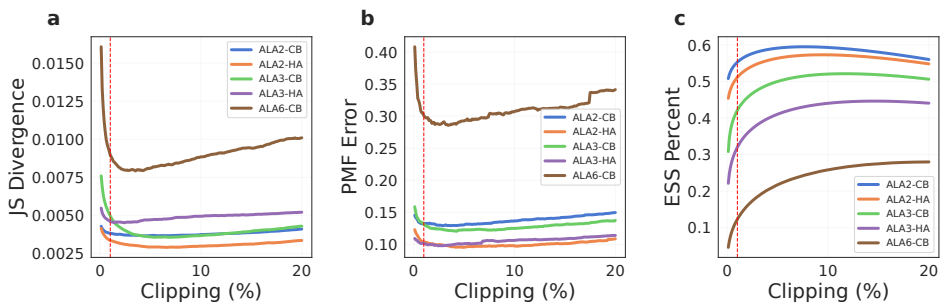 a
JS Divergence
0.0150
0.0125
0.0100
0.0075
0.0050
0.0025
ALA2-CB
ALA2-HA
ALA3-CB
ALA3-HA
ALA6-CB
0
10
20
Clipping (%)
b
PMF Error
0.40
0.35
0.30
0.25
0.20
0.15
0.10
ALA2-CB
ALA2-HA
ALA3-CB
ALA3-HA
ALA6-CB
0
10
20
Clipping (%)
c
ESS Percent
0.6
0.5
0.4
0.3
0.2
0.1
ALA2-CB
ALA2-HA
ALA3-CB
ALA3-HA
ALA6-CB
0
10
20
Clipping (%)